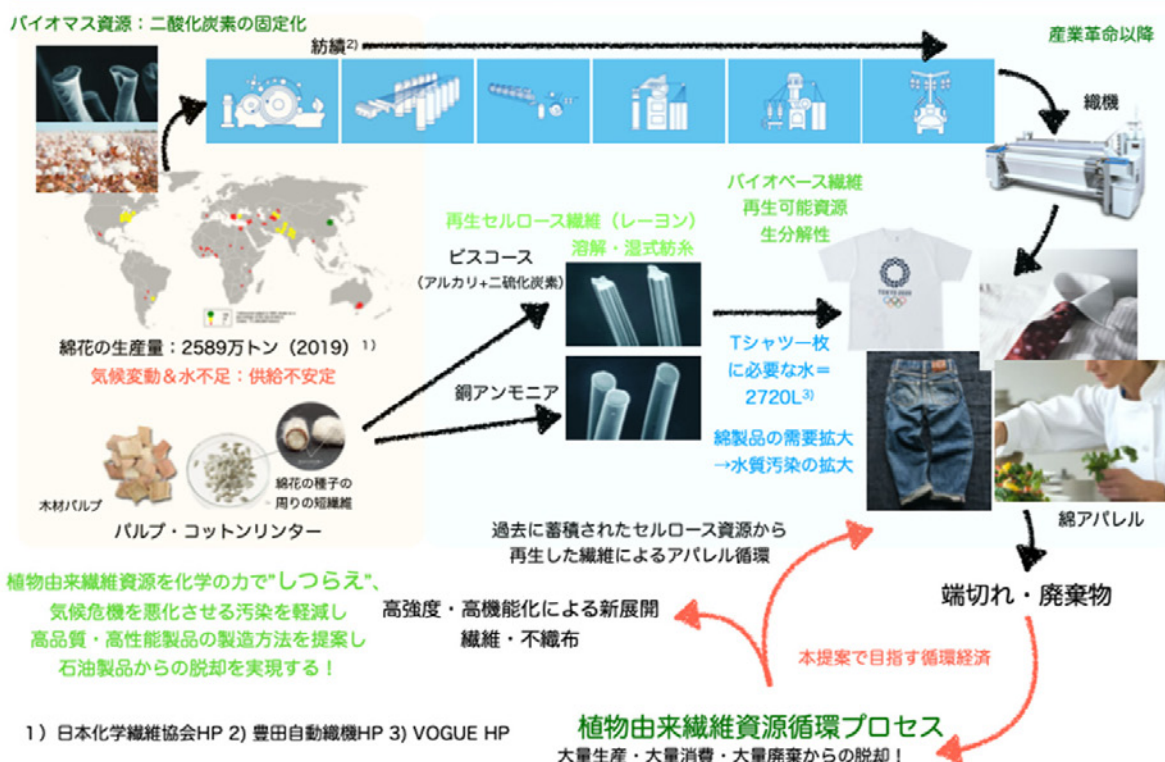 バイオマス資源：二酸化炭素の固定化
紡績2)
産業革命以降
織機
綿花の生産量：2589万トン（2019）1)
気候変動＆水不足：供給不安定
木材パルプ
綿花の種子の
周りの短繊維
パルプ・コットンリンター
再生セルロース繊維（レーヨン）
溶解・湿式紡糸
ビスコース
（アルカリ+二硫化炭素）
銅アンモニア
バイオベース繊維
再生可能資源
生分解性
TOKYO 2020
Tシャツ一枚
に必要な水＝
2720L3)
綿製品の需要拡大
→水質汚染の拡大
綿アパレル
過去に蓄積されたセルロース資源から
再生した繊維によるアパレル循環
端切れ・廃棄物
植物由来繊維資源を化学の力で"しつらえ"、
気候危機を悪化させる汚染を軽減し
高品質・高性能製品の製造方法を提案し
石油製品からの脱却を実現する！
高強度・高機能化による新展開
繊維・不織布
本提案で目指す循環経済
植物由来繊維資源循環プロセス
大量生産・大量消費・大量廃棄からの脱却！
1）日本化学繊維協会HP 2) 豊田自動織機HP 3) VOGUE HP